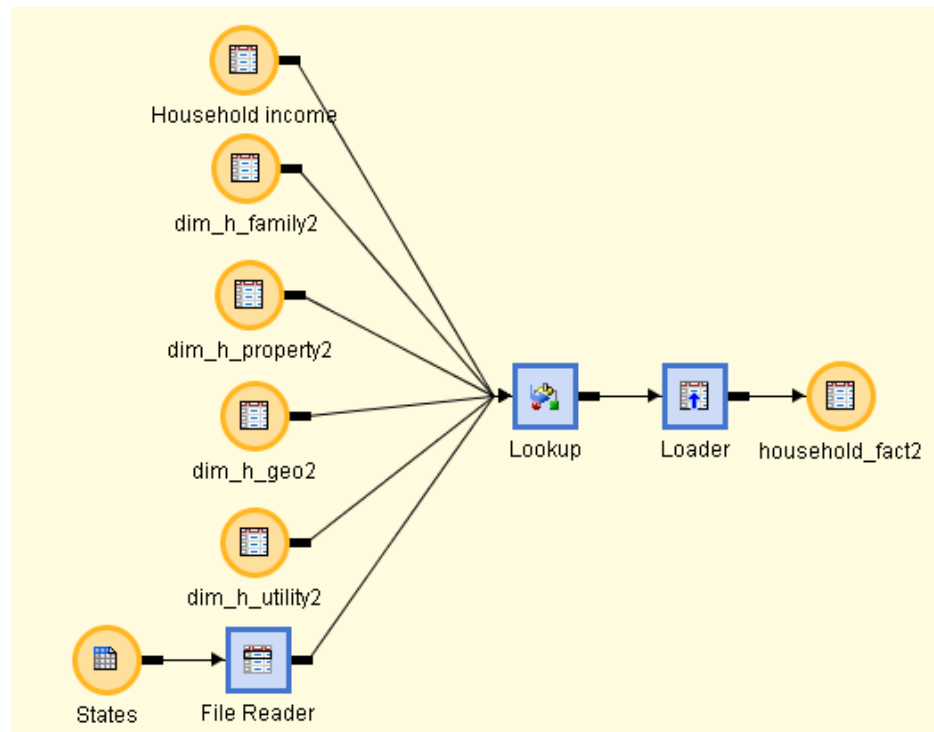 Household income
dim_h_family2
dim_h_property2
dim_h_geo2
dim_h_utility2
Lookup
Loader
household_fact2
States
File Reader